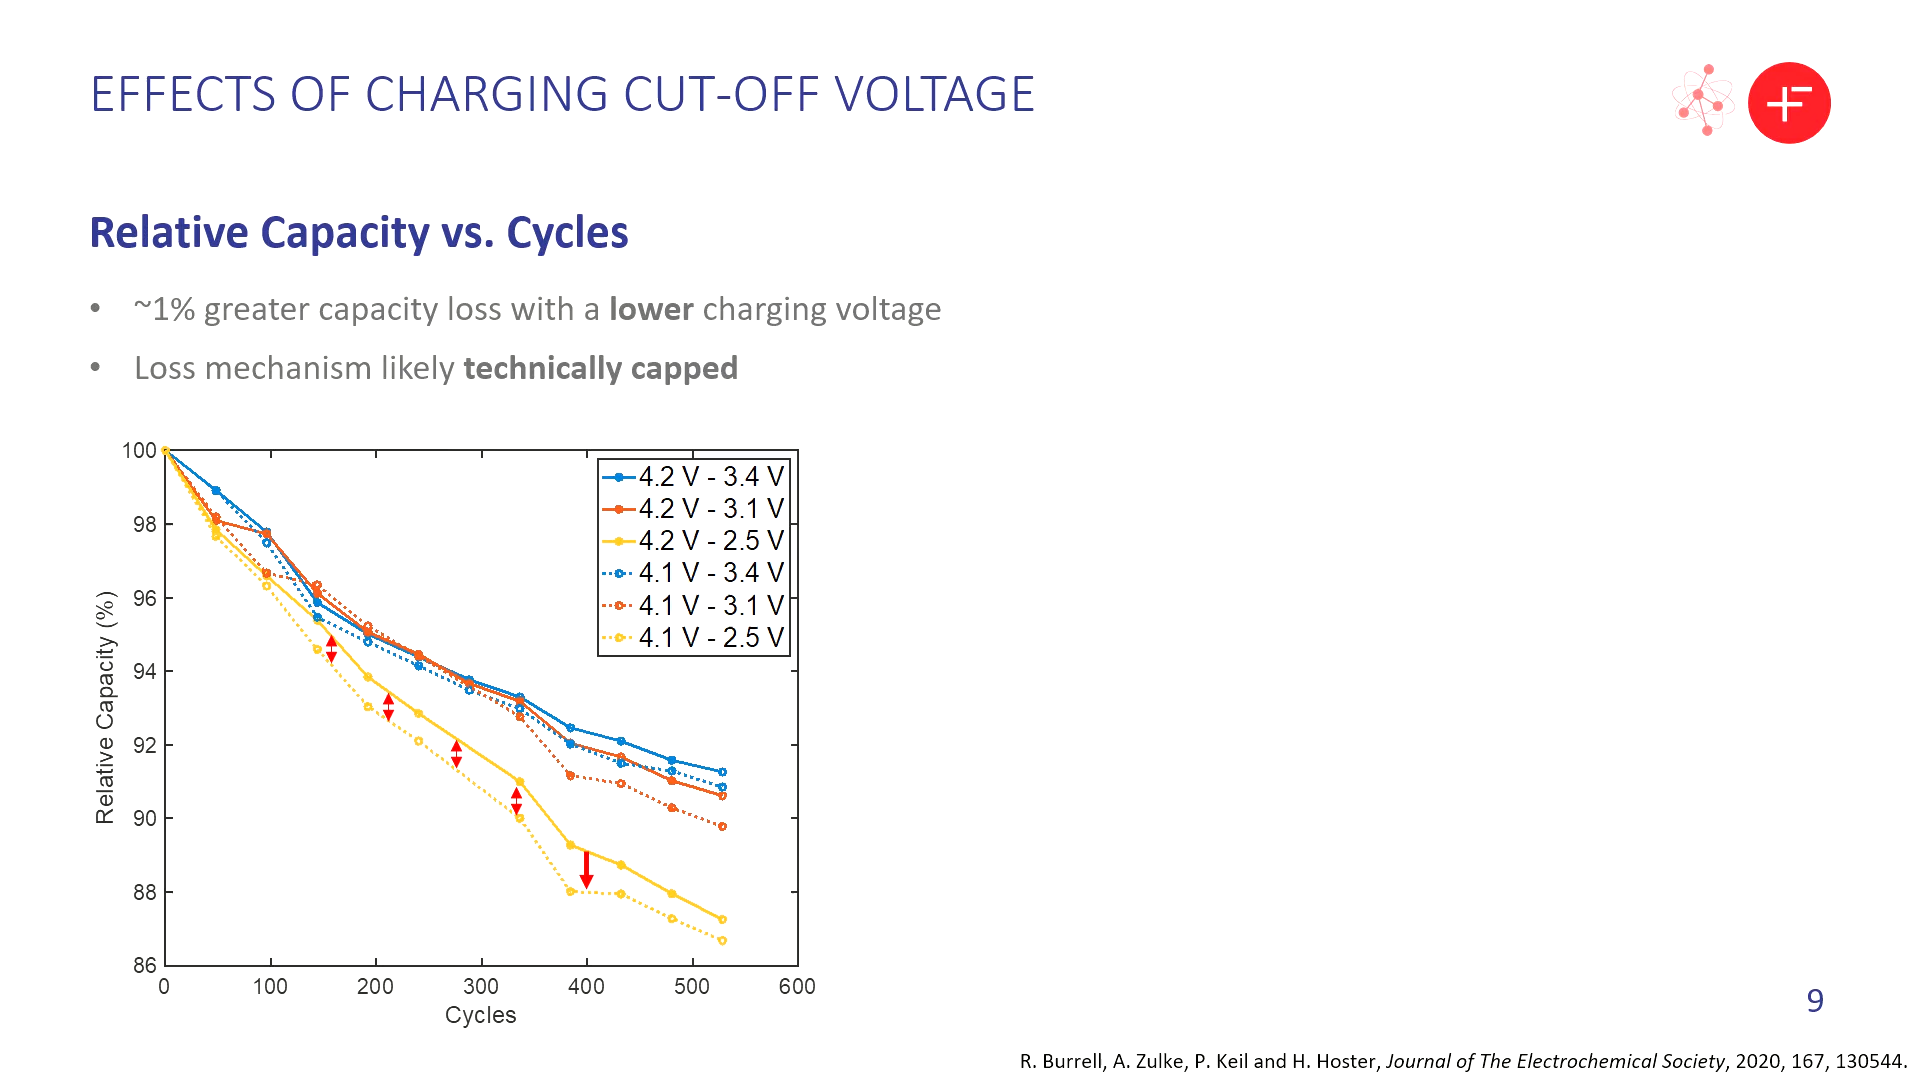 EFFECTS OF CHARGING CUT-OFF VOLTAGE
Relative Capacity vs. Cycles
• ~1% greater capacity loss with a lower charging voltage
• Loss mechanism likely technically capped
100
98
96
94
92
90
88
86
Relative Capacity (%)
4.2 V - 3.4 V
4.2 V - 3.1 V
4.2 V - 2.5 V
4.1 V - 3.4 V
4.1 V - 3.1 V
4.1 V - 2.5 V
0 100 200 300 400 500 600
Cycles
9
R. Burrell, A. Zulke, P. Keil and H. Hoster, Journal of The Electrochemical Society, 2020, 167, 130544.